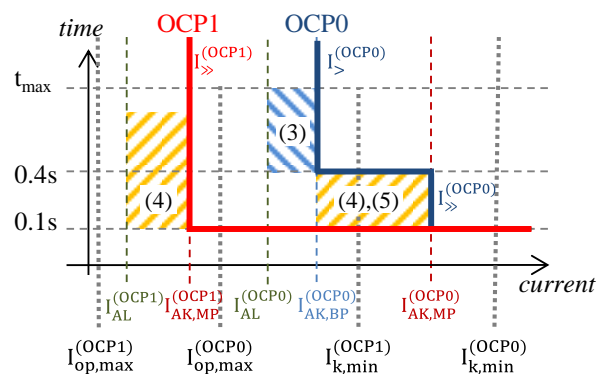 OCP1 OCP0
time
I≫(OCP1) I>(OCP0)
tmax
(3)
0.4s
(4) (4),(5) I≫(OCP0)
0.1s
current
IAL(OCP1) IAK,MP(OCP1) IAL(OCP0) IAK,BP(OCP0) IAK,MP(OCP0)
Iop,max(OCP1) Iop,max(OCP0) Ik,min(OCP1) Ik,min(OCP0)